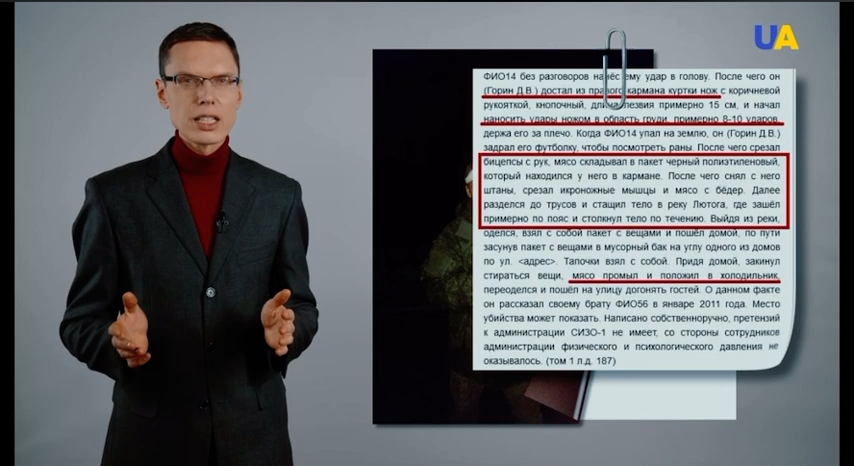 UA
ФИО14 без разговоров нанёс ему удар в голову. После чего он
(Горин Д.В.) достал из правого кармана куртки нож с коричневой
рукояткой, кнопочный, длина лезвия примерно 15 см, и начал
наносить удары ножом в область груди, примерно 8-10 ударов,
держа его за плечо. Когда ФИО14 упал на землю, он (Горин Д.В.)
задрал его футболку, чтобы посмотреть раны. После чего срезал
бицепсы с рук, мясо складывал в пакет черный полиэтиленовый,
который находился у него в кармане. После чего снял с него
штаны, срезал икроножные мышцы и мясо с бёдер. Далее
разделся до трусов и стащил тело в реку Лютога, где зашёл
примерно по пояс и столкнул тело по течению. Выйдя из реки,
оделся, взял с собой пакет с вещами и пошёл домой, по пути
засунув пакет с вещами в мусорный бак на углу одного из домов
по ул. <адрес>. Тапочки взял с собой. Придя домой, закинул
стираться вещи, мясо промыл и положил в холодильник,
переоделся и пошёл на улицу догонять гостей. О данном факте
он рассказал своему брату ФИО56 в январе 2011 года. Место
убийства может показать. Написано собственноручно, претензий
к администрации СИЗО-1 не имеет, со стороны сотрудников
администрации физического и психологического давления не
оказывалось. (том 1 л.д. 187)